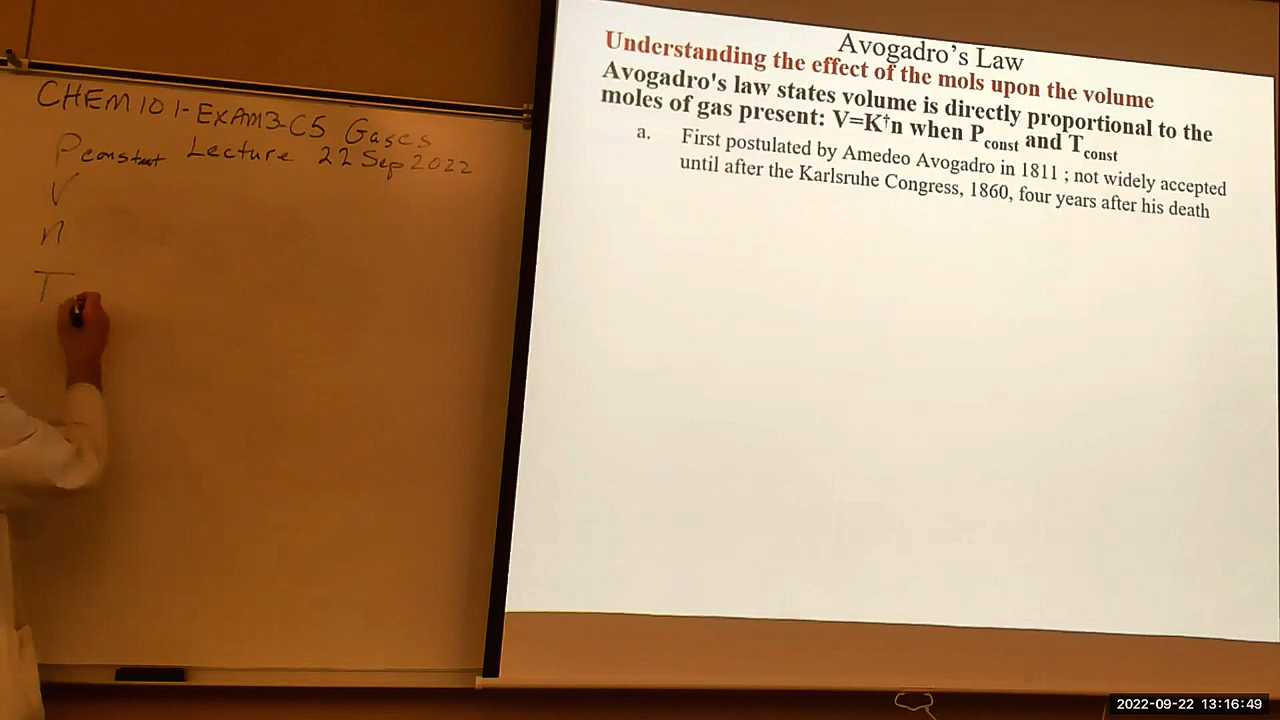 CHEM 101-EXAM3-C5 Gases
Pconstant Lecture 22 Sep 2022
V
n
T
Avogadro's Law
Understanding the effect of the mols upon the volume
Avogadro's law states volume is directly proportional to the
moles of gas present: V=K†n when Pconst and Tconst
a. First postulated by Amedeo Avogadro in 1811 ; not widely accepted
until after the Karlsruhe Congress, 1860, four years after his death
2022-09-22 13:16:49